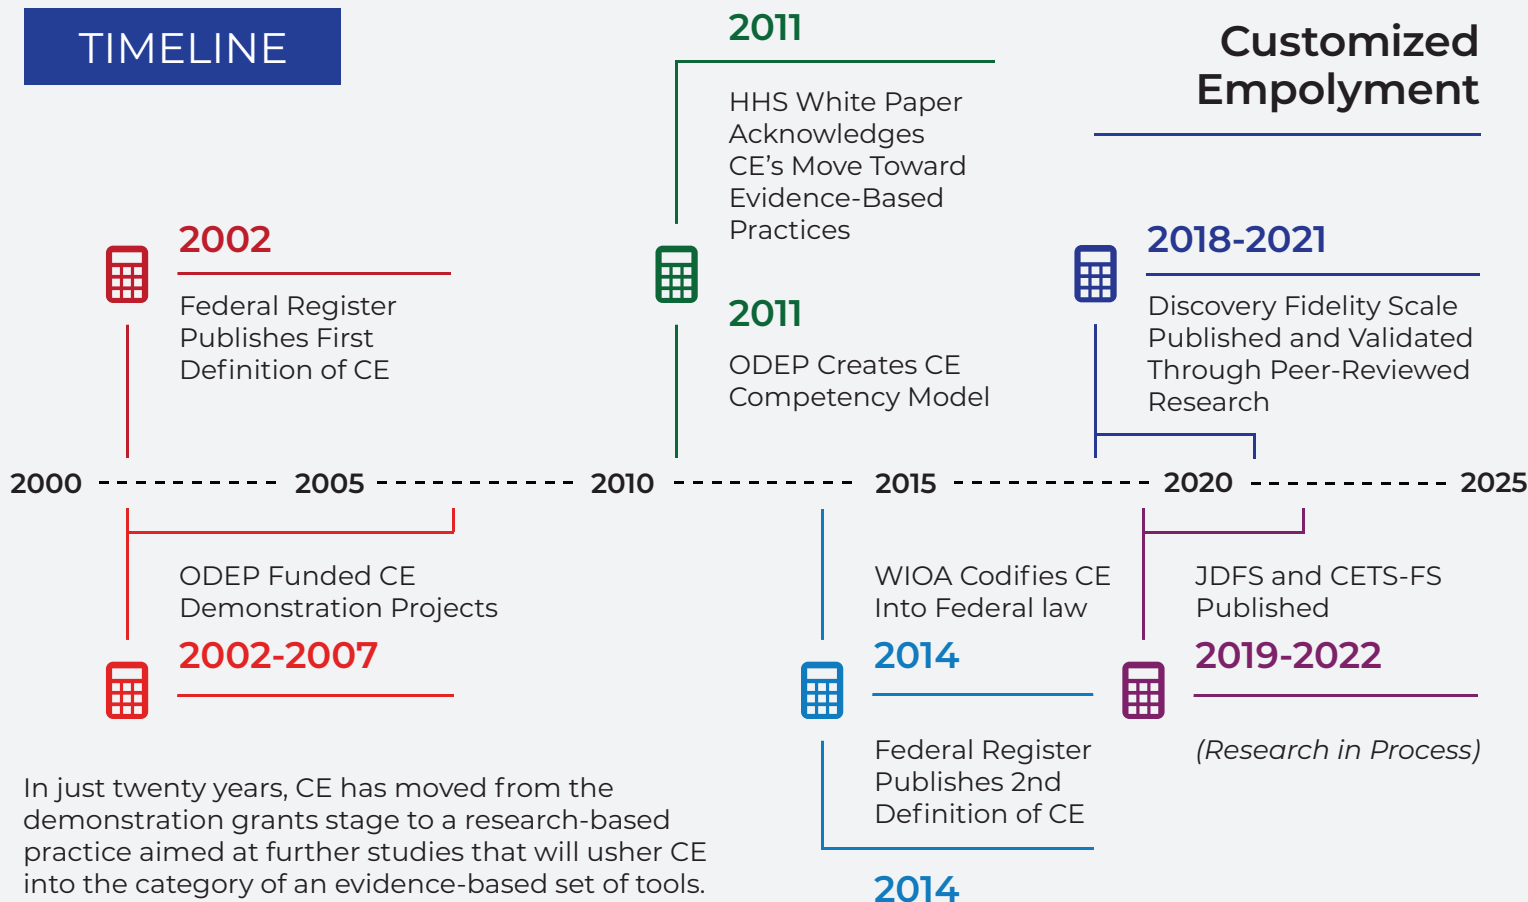 TIMELINE
Customized
Empolyment
2002
Federal Register
Publishes First
Definition of CE
2011
HHS White Paper
Acknowledges
CE’s Move Toward
Evidence-Based
Practices
2011
ODEP Creates CE
Competency Model
2018-2021
Discovery Fidelity Scale
Published and Validated
Through Peer-Reviewed
Research
2000 2005 2010 2015 2020 2025
ODEP Funded CE
Demonstration Projects
2002-2007
WIOA Codifies CE
Into Federal law
2014
Federal Register
Publishes 2nd
Definition of CE
2014
JDFS and CETS-FS
Published
2019-2022
(Research in Process)
In just twenty years, CE has moved from the
demonstration grants stage to a research-based
practice aimed at further studies that will usher CE
into the category of an evidence-based set of tools.